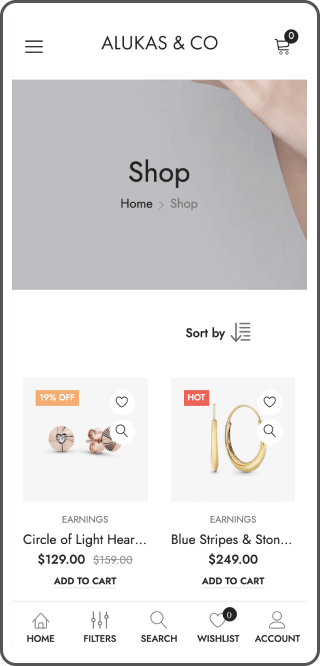 ALUKAS & CO
0
Shop
Home > Shop
Sort by
19% OFF
HOT
EARNINGS
EARNINGS
Circle of Light Hear...
Blue Stripes & Ston...
$129.00 $159.00
$249.00
ADD TO CART
ADD TO CART
0
HOME FILTERS SEARCH WISHLIST ACCOUNT